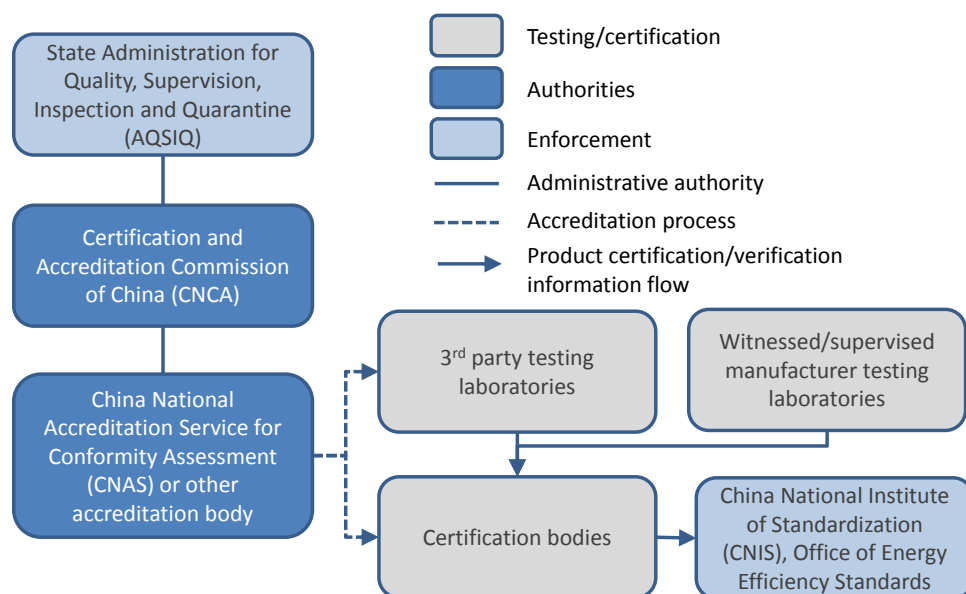 State Administration for
Quality, Supervision,
Inspection and Quarantine
(AQSIQ)
Certification and
Accreditation Commission
of China (CNCA)
China National
Accreditation Service for
Conformity Assessment
(CNAS) or other
accreditation body
Testing/certification
Authorities
Enforcement
Administrative authority
Accreditation process
Product certification/verification
information flow
3rd party testing
laboratories
Witnessed/supervised
manufacturer testing
laboratories
Certification bodies
China National Institute
of Standardization
(CNIS), Office of Energy
Efficiency Standards